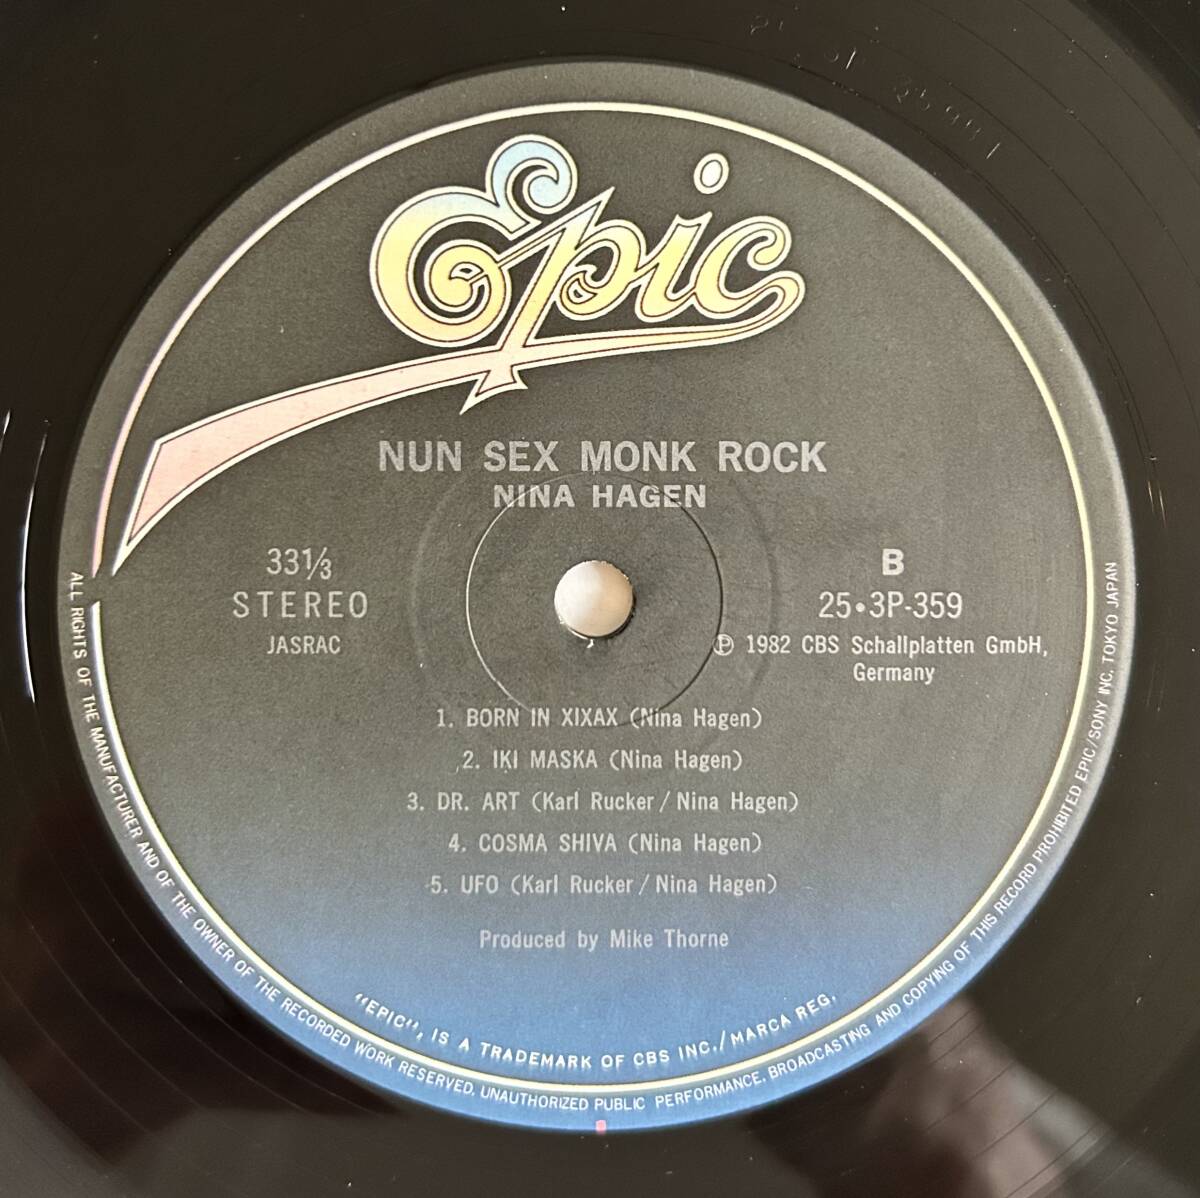 Epic
NUN SEX MONK ROCK
NINA HAGEN
33 1/3
STEREO
JASRAC
B
25•3P-359
Ⓟ 1982 CBS Schallplatten GmbH,
Germany
1. BORN IN XIXAX (Nina Hagen)
2. IKI MASKA (Nina Hagen)
3. DR. ART (Karl Rucker / Nina Hagen)
4. COSMA SHIVA (Nina Hagen)
5. UFO (Karl Rucker / Nina Hagen)
Produced by Mike Thorne
"EPIC", IS A TRADEMARK OF CBS INC./MARCA REG.
ALL RIGHTS OF THE MANUFACTURER AND OF THE OWNER OF THE RECORDED WORK RESERVED. UNAUTHORIZED PUBLIC PERFORMANCE. BROADCASTING AND COPYING OF THIS RECORD PROHIBITED EPIC/SONY INC. TOKYO JAPAN